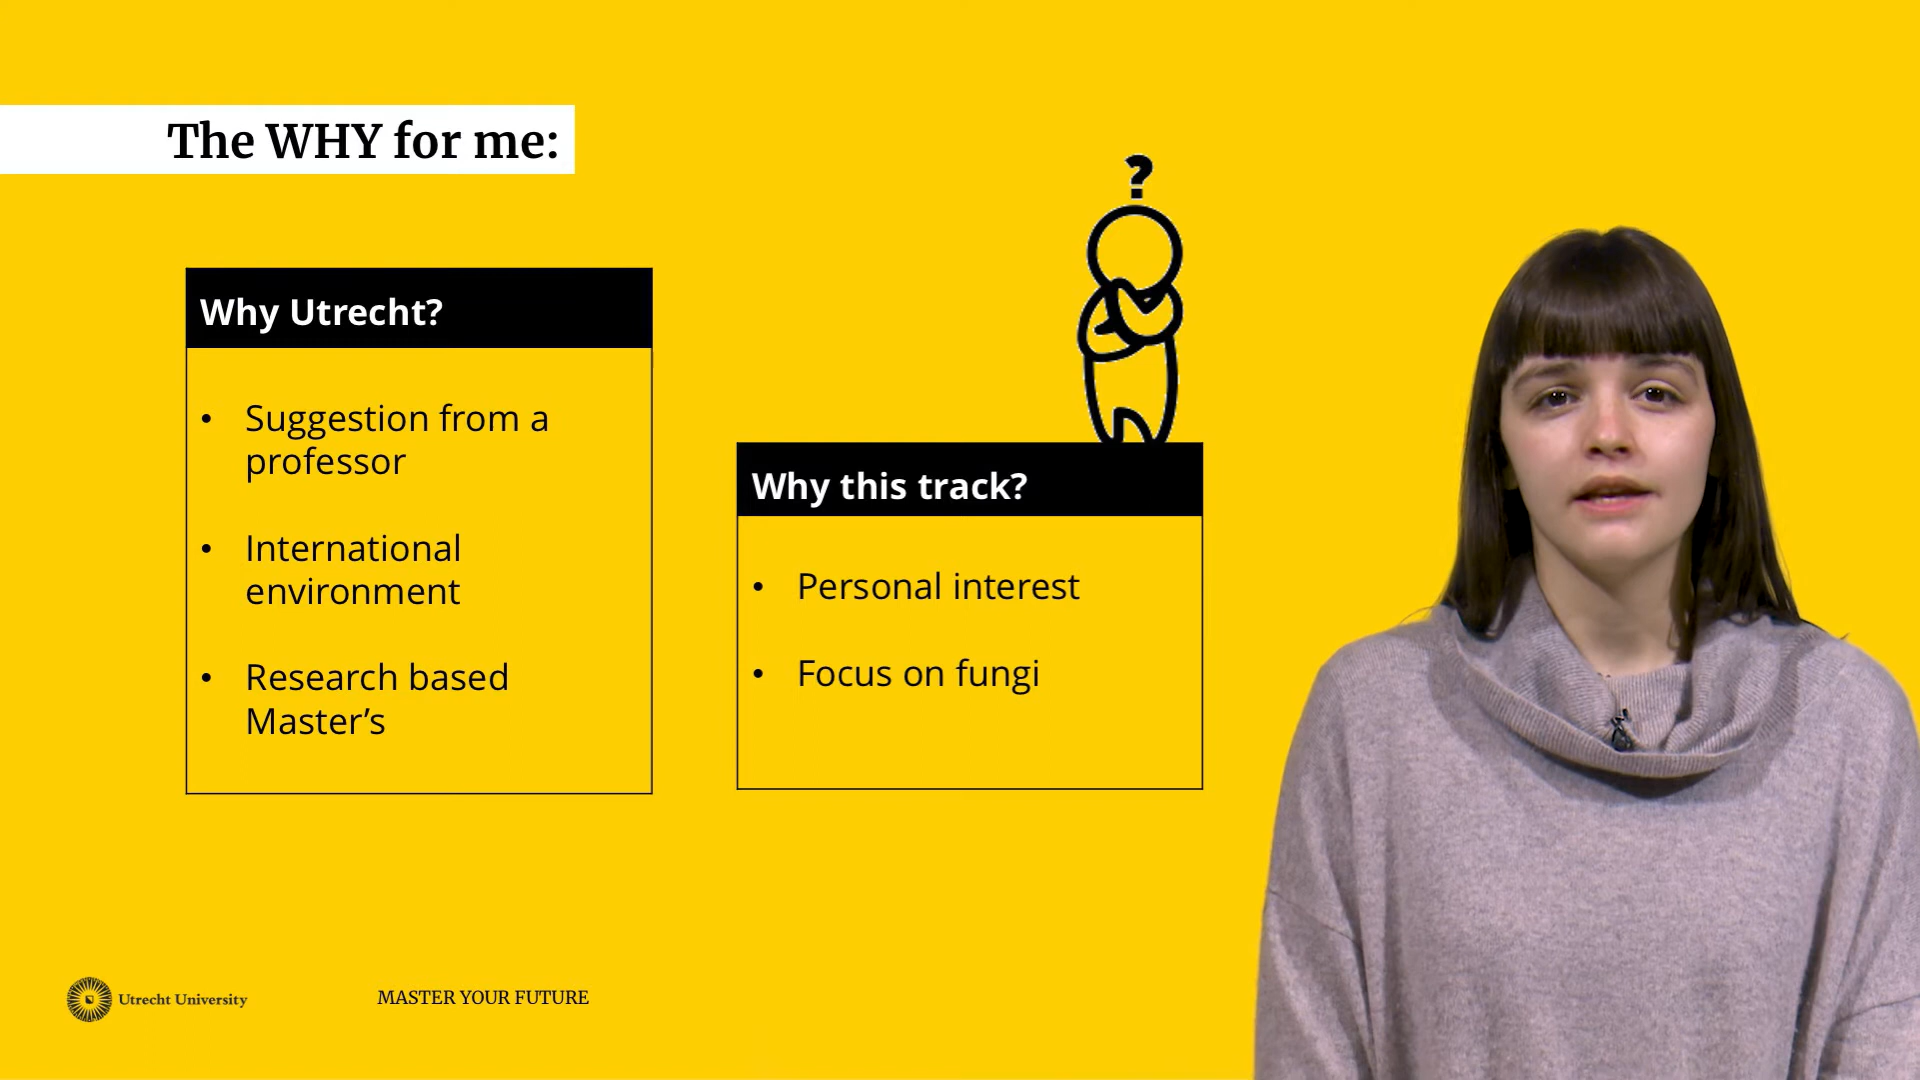 The WHY for me:
?
Why Utrecht?
• Suggestion from a
professor
• International
environment
• Research based
Master’s
Why this track?
• Personal interest
• Focus on fungi
Utrecht University
MASTER YOUR FUTURE